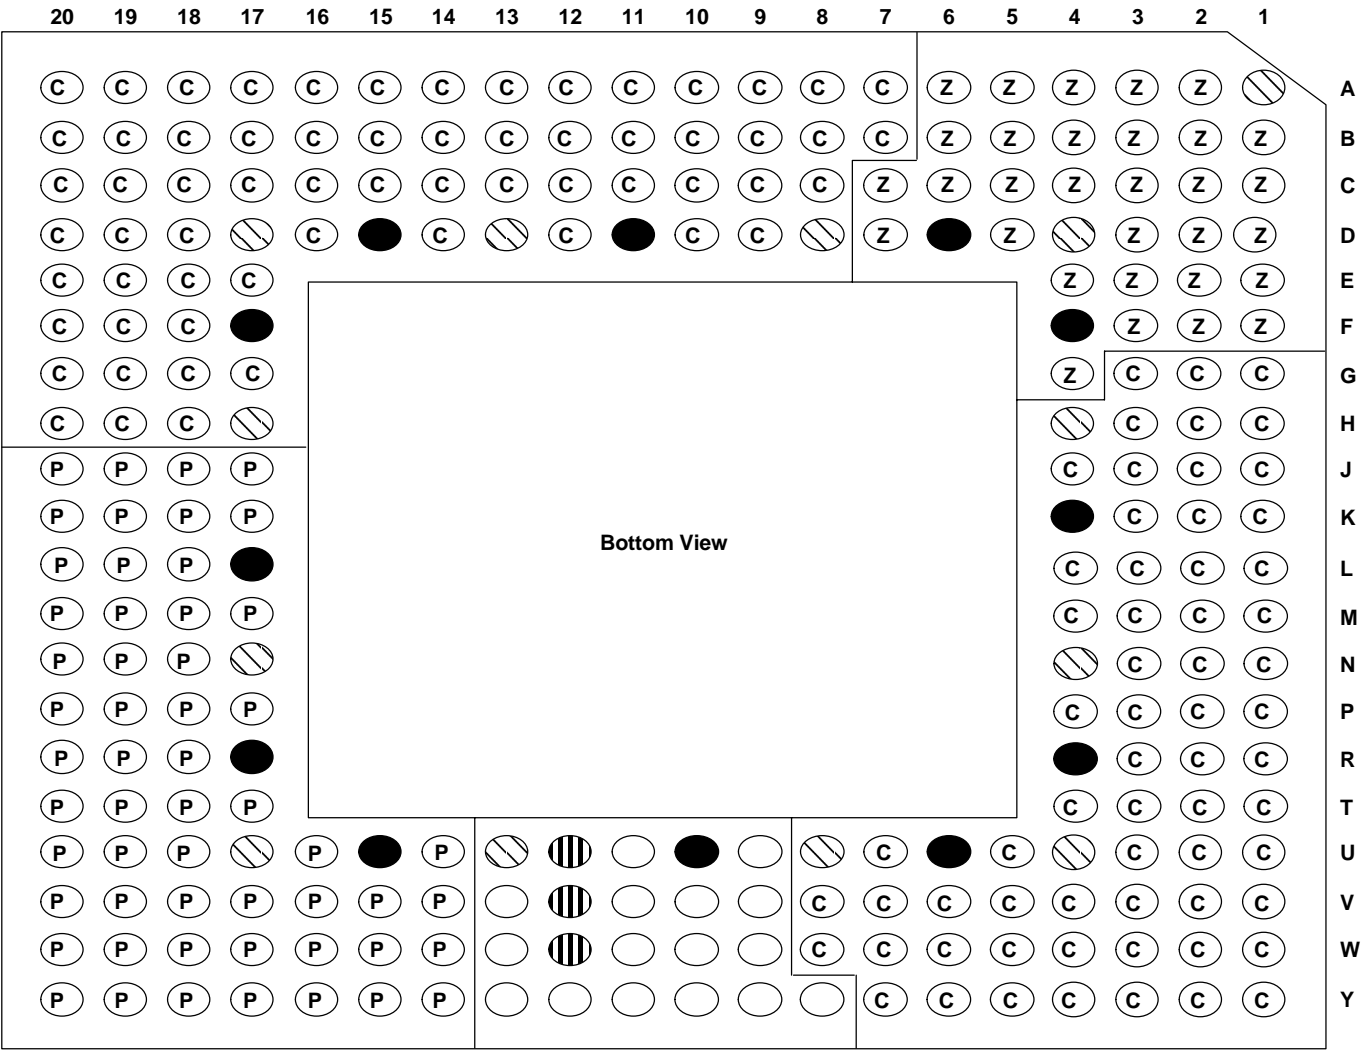 20 19 18 17 16 15 14 13 12 11 10 9 8 7 6 5 4 3 2 1
C C C C C C C C C C C C C C Z Z Z Z Z A
C C C C C C C C C C C C C C Z Z Z Z Z Z B
C C C C C C C C C C C C C Z Z Z Z Z Z Z C
C C C C C C C C Z Z Z Z Z D
C C C C Z Z Z Z E
C C C Z Z Z F
C C C C Z C C C G
C C C C C C H
P P P P C C C C J
P P P P C C C K
Bottom View
P P P C C C C L
P P P P C C C C M
P P P C C C N
P P P P C C C C P
P P P C C C R
P P P P C C C C T
P P P P P C C C C C U
P P P P P P P C C C C C C C C V
P P P P P P P C C C C C C C C W
P P P P P P P C C C C C C C Y